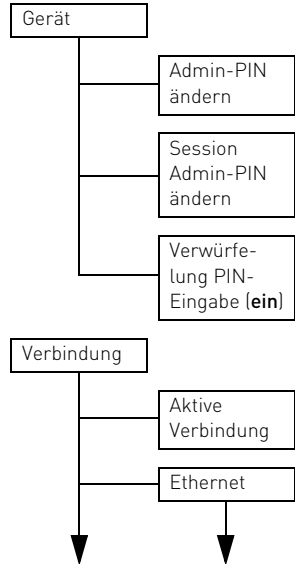 Gerät
Admin-PIN
ändern
Session
Admin-PIN
ändern
Verwürfe-
lung PIN-
Eingabe (ein)
Verbindung
Aktive
Verbindung
Ethernet